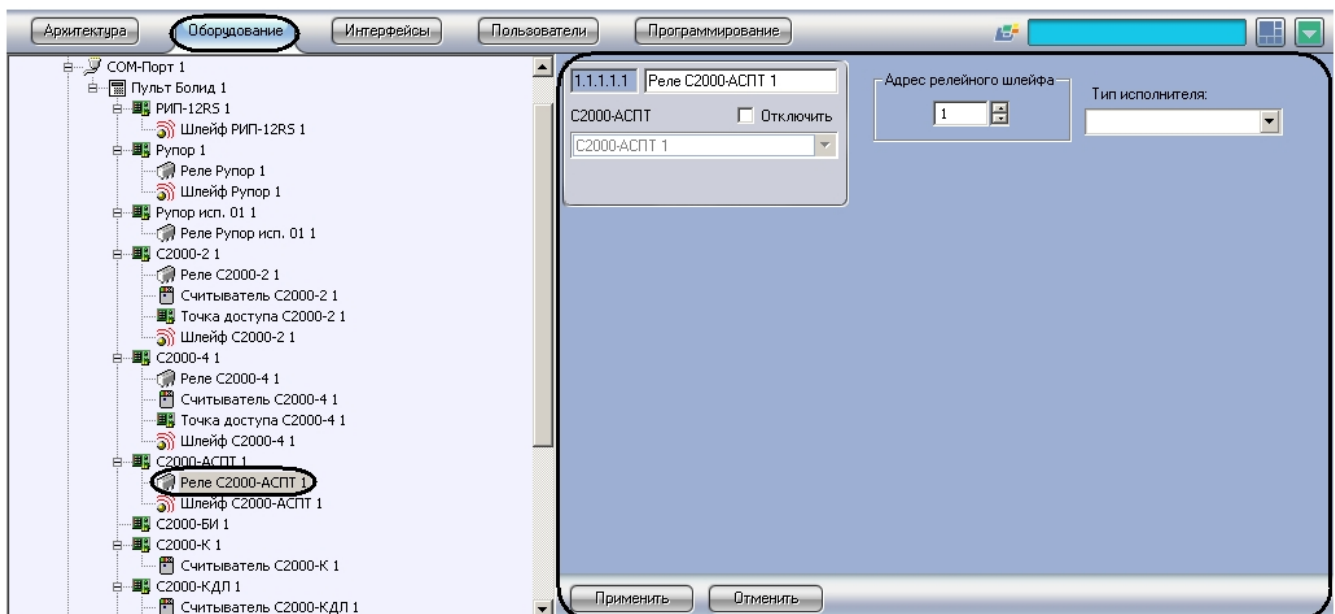 Архитектура Оборудование Интерфейсы Пользователи Программирование
COM-Порт 1
Пульт Болид 1
РИП-12RS 1
Шлейф РИП-12RS 1
Рупор 1
Реле Рупор 1
Шлейф Рупор 1
Рупор исп. 01 1
Реле Рупор исп. 01 1
С2000-2 1
Реле С2000-2 1
Считыватель С2000-2 1
Точка доступа С2000-2 1
Шлейф С2000-2 1
С2000-4 1
Реле С2000-4 1
Считыватель С2000-4 1
Точка доступа С2000-4 1
Шлейф С2000-4 1
С2000-АСПТ 1
Реле С2000-АСПТ 1
Шлейф С2000-АСПТ 1
С2000-БИ 1
С2000-К 1
Считыватель С2000-К 1
С2000-КДЛ 1
Считыватель С2000-КДЛ 1
1.1.1.1.1 Реле С2000-АСПТ 1
С2000-АСПТ Отключить
С2000-АСПТ 1
Адрес релейного шлейфа
1
Тип исполнителя:
Применить Отменить